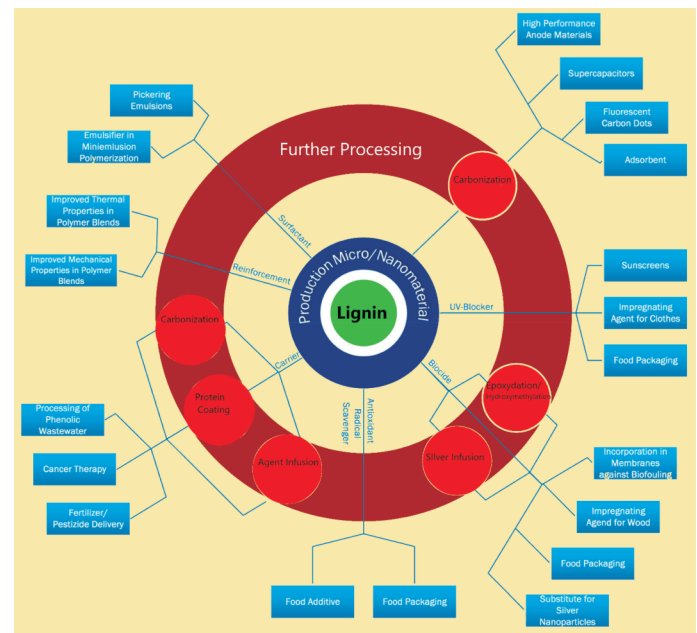 High Performance
Anode Materials
Supercapacitors
Fluorescent
Carbon Dots
Adsorbent
Pickering
Emulsions
Emulsifier in
Miniemlusion
Polymerization
Improved Thermal
Properties in
Polymer Blends
Improved Mechanical
Properties in Polymer
Blends
Further Processing
Carbonization
Surfactant
Reinforcement
Production Micro/Nanomaterial
Lignin
UV-Blocker
Sunscreens
Impregnating
Agent for Clothes
Food Packaging
Carbonization
Carrier
Biocide
Protein
Coating
Epoxydation/
Hydroxymethylation
Antioxidant
Radical
Scavenger
Agent Infusion
Silver Infusion
Processing of
Phenolic
Wastewater
Cancer Therapy
Fertilizer/
Pestizide Delivery
Incorporation in
Membranes
against Biofouling
Impregnating
Agend for Wood
Food Packaging
Substitute for
Silver
Nanoparticles
Food Additive
Food Packaging